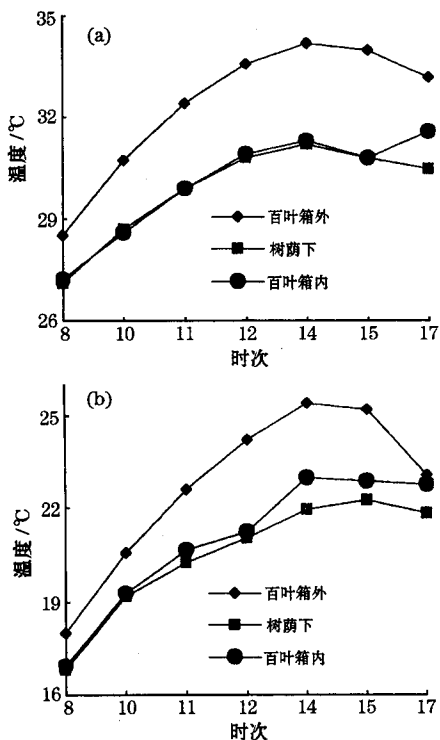 (a)
35
32
29
26
温度/℃
百叶箱外
树荫下
百叶箱内
8 10 11 12 14 15 17
时次
(b)
25
22
19
16
温度/℃
百叶箱外
树荫下
百叶箱内
8 10 11 12 14 15 17
时次